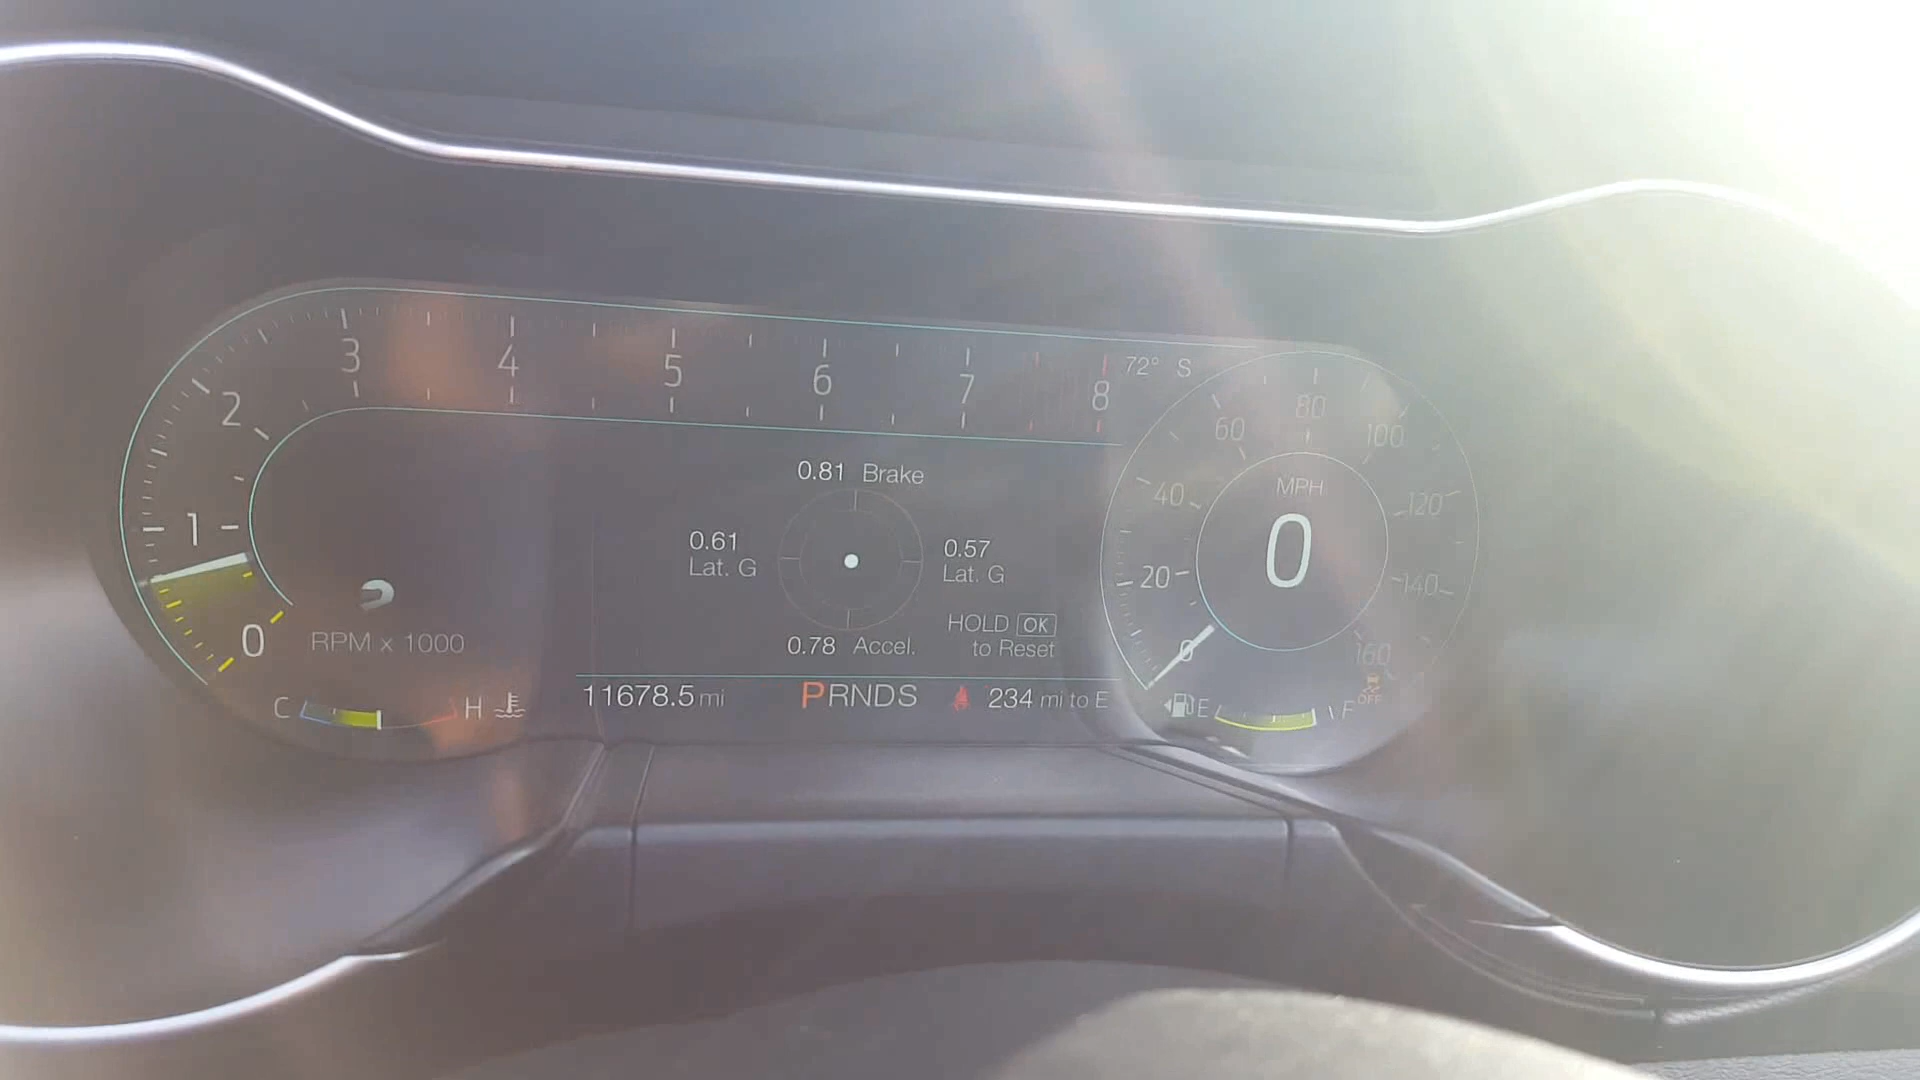 3 4 5 6 7 8
72° S
2
60 80 100
0.81 Brake
40 MPH 120
1
0.61 0.57
Lat. G Lat. G
0
20 140
HOLD OK
to Reset
0 RPM x 1000
0.78 Accel.
0 160
11678.5 mi PRNDS 234 mi to E
C H
E F
OFF